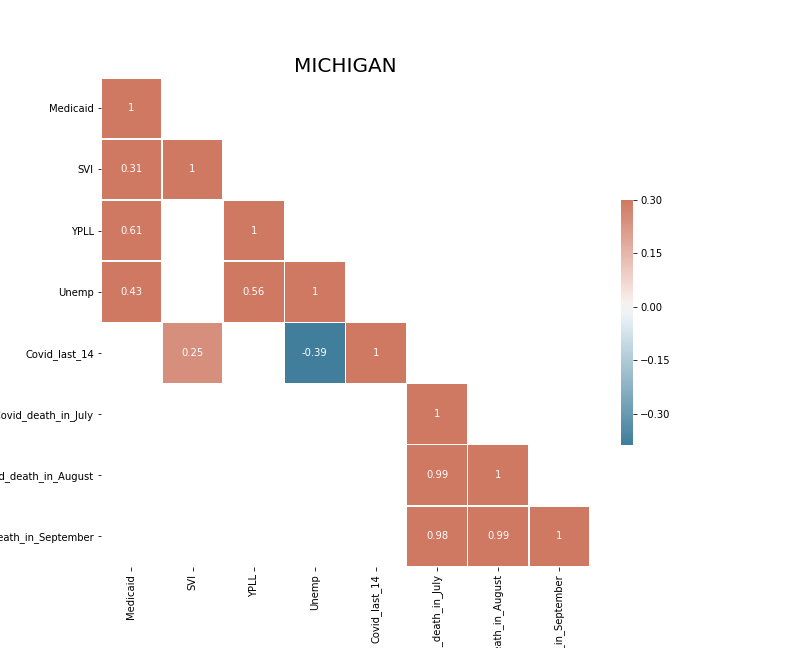 MICHIGAN
Medicaid 1
SVI 0.31 1
YPLL 0.61 1
Unemp 0.43 0.56 1
Covid_last_14 0.25 -0.39 1
ovid_death_in_July 1
d_death_in_August 0.99 1
eath_in_September 0.98 0.99 1
0.30
0.15
0.00
−0.15
−0.30
Medicaid
SVI
YPLL
Unemp
Covid_last_14
_death_in_July
eath_in_August
_in_September